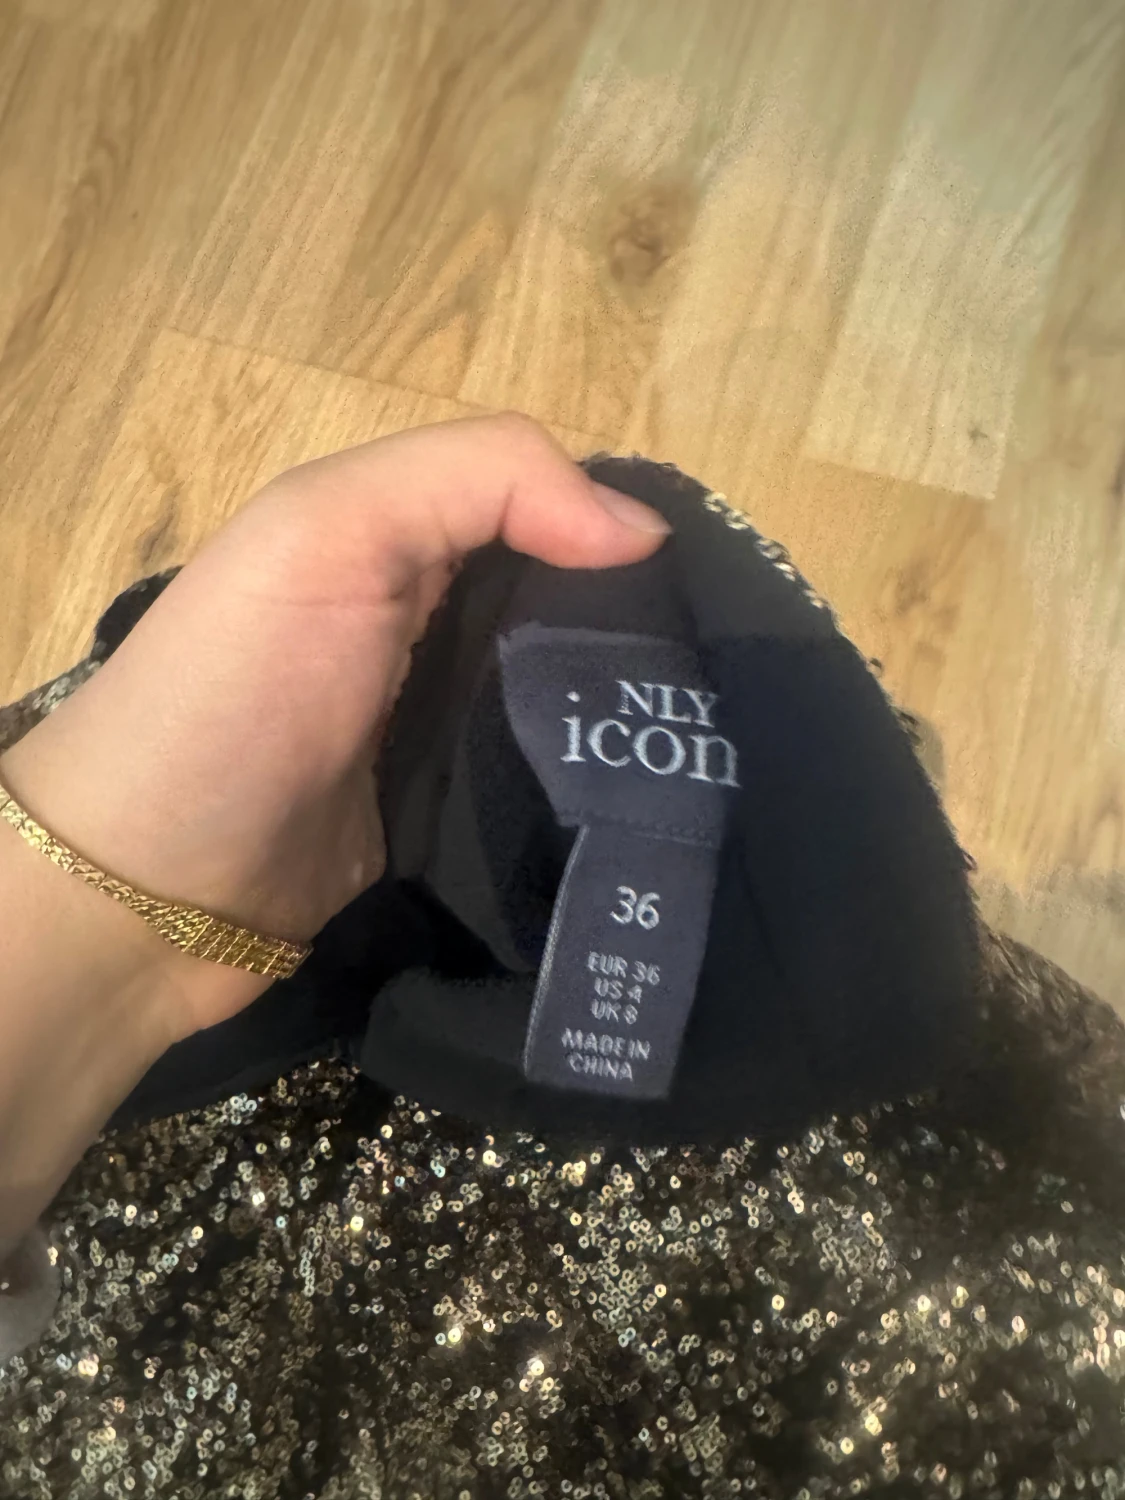 NLY
icon
36
EUR 36
US 4
UK 8
MADE IN
CHINA